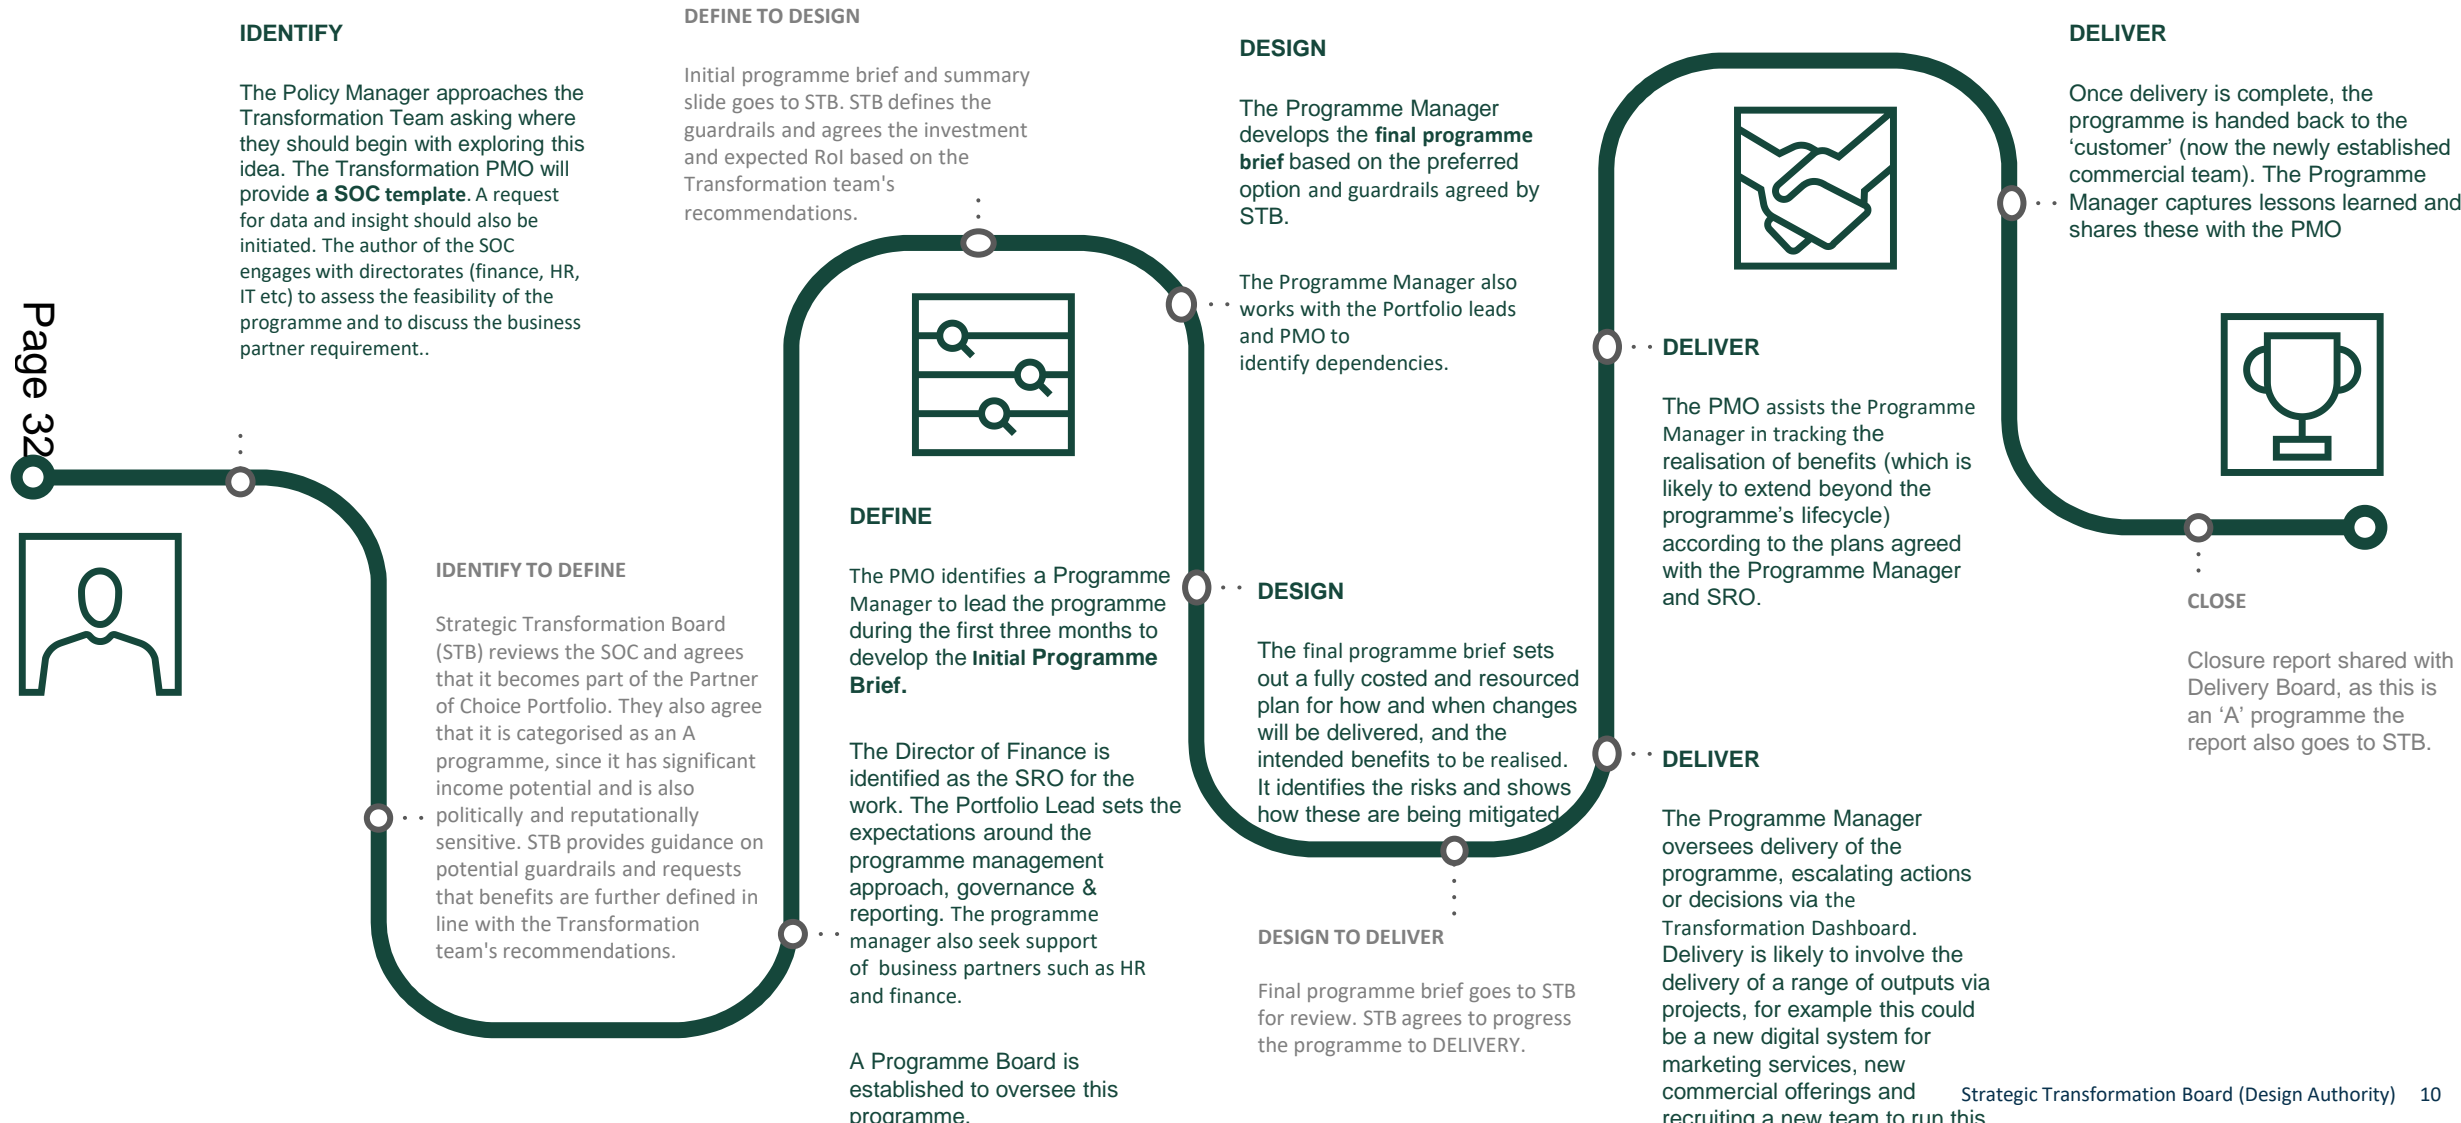 Page 32
IDENTIFY
The Policy Manager approaches the
Transformation Team asking where
they should begin with exploring this
idea. The Transformation PMO will
provide a SOC template. A request
for data and insight should also be
initiated. The author of the SOC
engages with directorates (finance, HR,
IT etc) to assess the feasibility of the
programme and to discuss the business
partner requirement..
IDENTIFY TO DEFINE
Strategic Transformation Board
(STB) reviews the SOC and agrees
that it becomes part of the Partner
of Choice Portfolio. They also agree
that it is categorised as an A
programme, since it has significant
income potential and is also
politically and reputationally
sensitive. STB provides guidance on
potential guardrails and requests
that benefits are further defined in
line with the Transformation
team's recommendations.
DEFINE TO DESIGN
Initial programme brief and summary
slide goes to STB. STB defines the
guardrails and agrees the investment
and expected RoI based on the
Transformation team's
recommendations.
DEFINE
The PMO identifies a Programme
Manager to lead the programme
during the first three months to
develop the Initial Programme
Brief.
The Director of Finance is
identified as the SRO for the
work. The Portfolio Lead sets the
expectations around the
programme management
approach, governance &
reporting. The programme
manager also seek support
of business partners such as HR
and finance.
A Programme Board is
established to oversee this
programme.
DESIGN
The Programme Manager
develops the final programme
brief based on the preferred
option and guardrails agreed by
STB.
The Programme Manager also
works with the Portfolio leads
and PMO to
identify dependencies.
DESIGN
The final programme brief sets
out a fully costed and resourced
plan for how and when changes
will be delivered, and the
intended benefits to be realised.
It identifies the risks and shows
how these are being mitigated
DESIGN TO DELIVER
Final programme brief goes to STB
for review. STB agrees to progress
the programme to DELIVERY.
DELIVER
The PMO assists the Programme
Manager in tracking the
realisation of benefits (which is
likely to extend beyond the
programme’s lifecycle)
according to the plans agreed
with the Programme Manager
and SRO.
DELIVER
The Programme Manager
oversees delivery of the
programme, escalating actions
or decisions via the
Transformation Dashboard.
Delivery is likely to involve the
delivery of a range of outputs via
projects, for example this could
be a new digital system for
marketing services, new
commercial offerings and
recruiting a new team to run this
DELIVER
Once delivery is complete, the
programme is handed back to the
‘customer’ (now the newly established
commercial team). The Programme
Manager captures lessons learned and
shares these with the PMO
CLOSE
Closure report shared with
Delivery Board, as this is
an ‘A’ programme the
report also goes to STB.
Strategic Transformation Board (Design Authority) 10